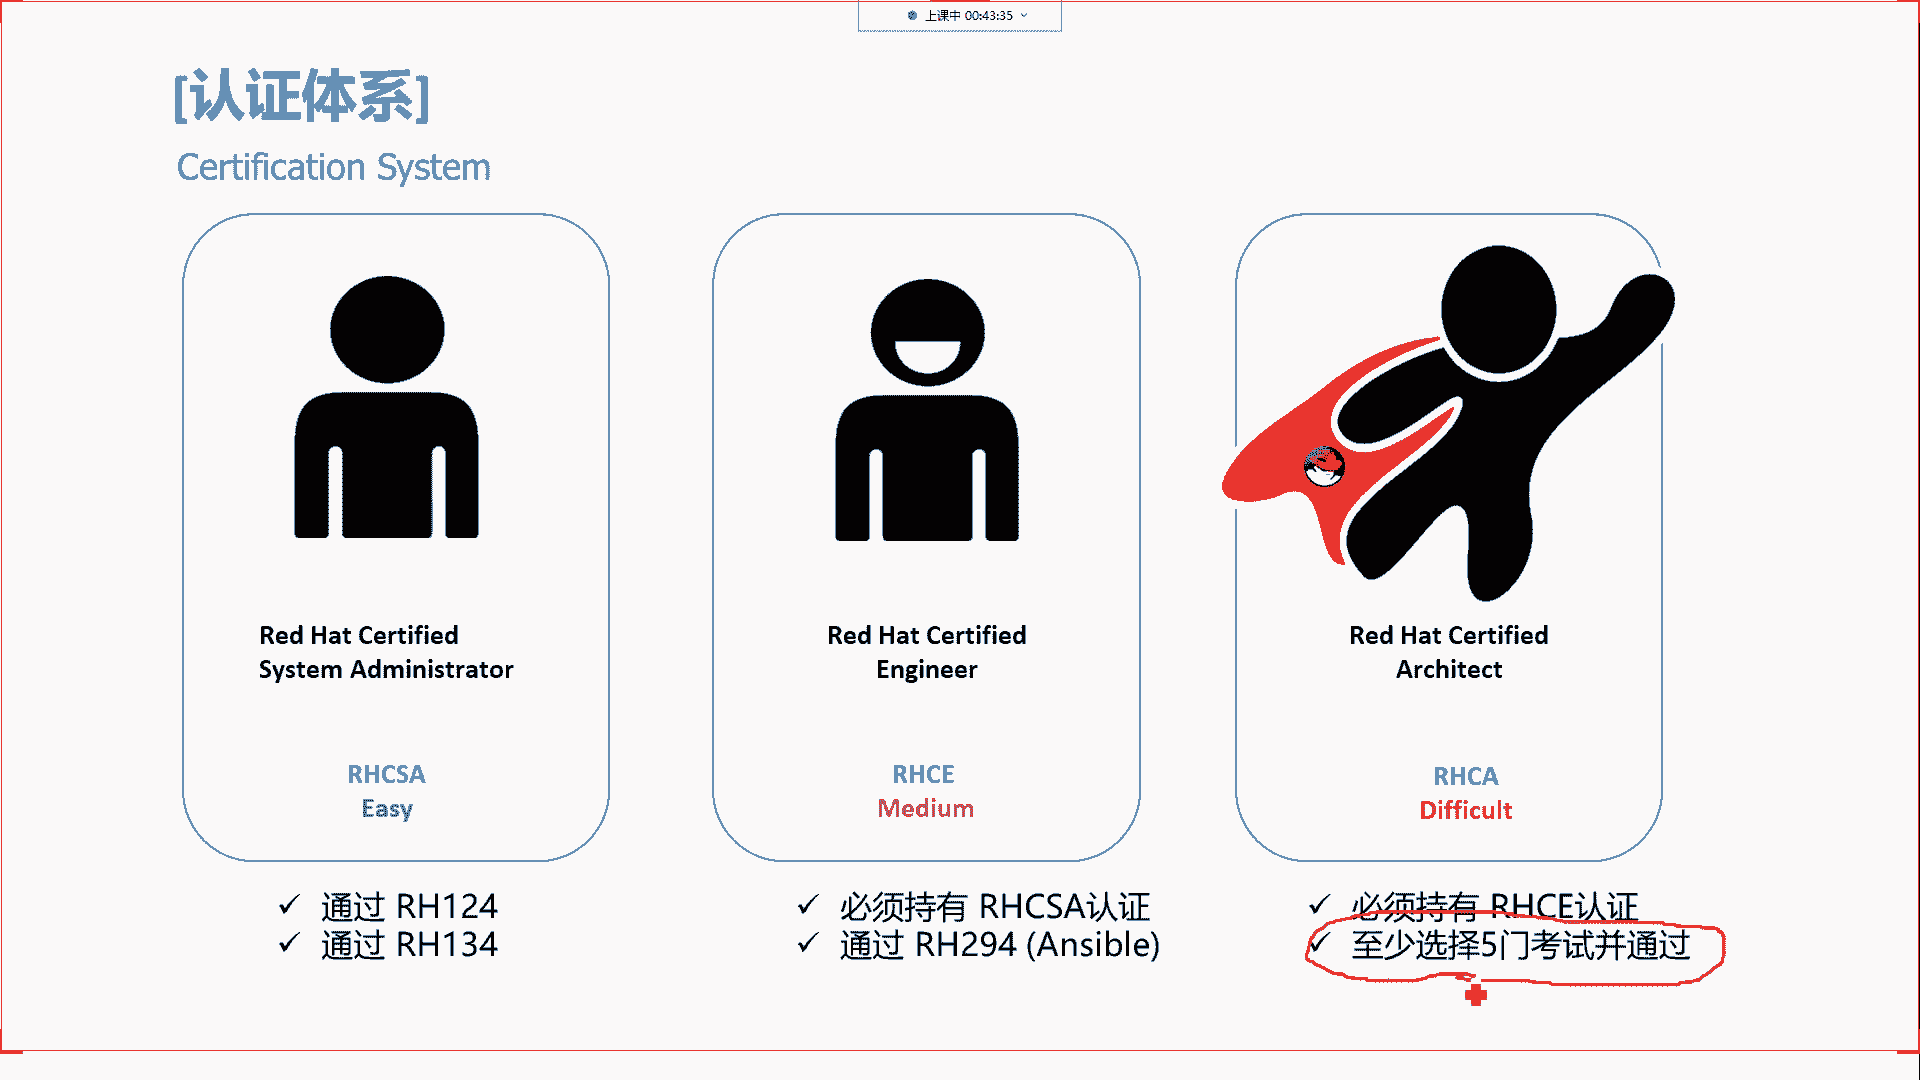 上课中 00:43:35
[认证体系]
Certification System
Red Hat Certified
System Administrator
RHCSA
Easy
✓ 通过 RH124
✓ 通过 RH134
Red Hat Certified
Engineer
RHCE
Medium
✓ 必须持有 RHCSA认证
✓ 通过 RH294 (Ansible)
Red Hat Certified
Architect
RHCA
Difficult
✓ 必须持有 RHCE认证
✓ 至少选择5门考试并通过